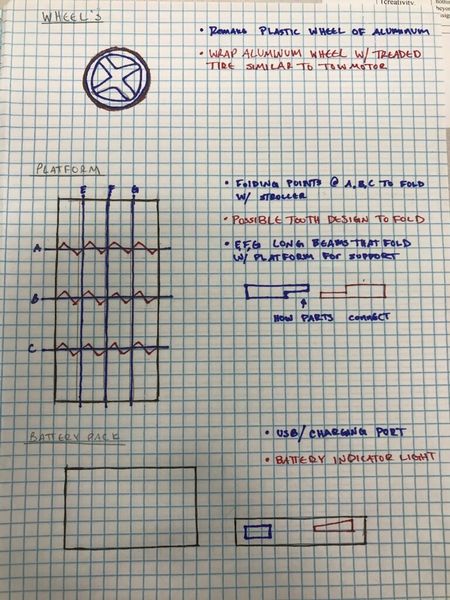 creativity.
WHEEL'S
• REMAKE PLASTIC WHEEL OF ALUMINUM
• WRAP ALUMINUM WHEEL W/ TREADED
TIRE SIMILAR TO TOW MOTOR
PLATFORM
E F G
A
B
C
• FOLDING POINTS @ A,B,C TO FOLD
W/ STROLLER
• POSSIBLE TOOTH DESIGN TO FOLD
• E,F,G LONG BEAMS THAT FOLD
W/ PLATFORM FOR SUPPORT
HOW PARTS CONNECT
BATTERY PACK
• USB/CHARGING PORT
• BATTERY INDICATOR LIGHT